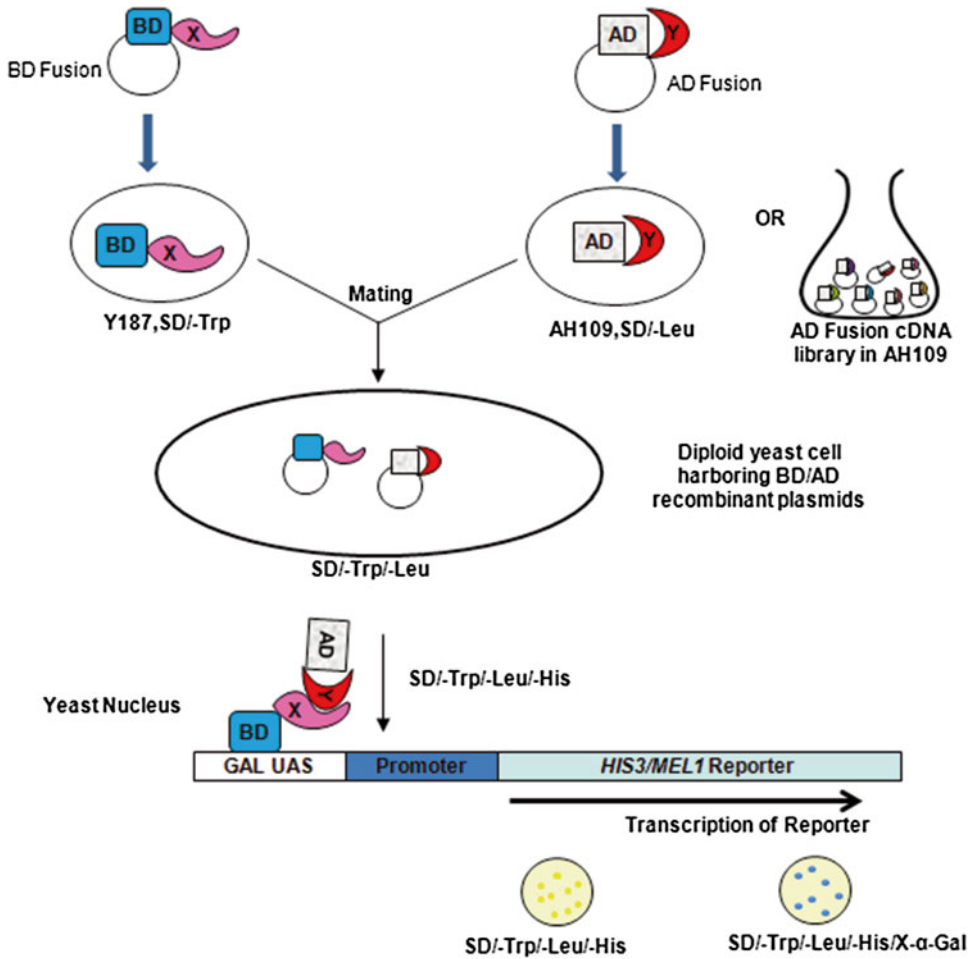 BD
X
BD Fusion
AD
Y
AD Fusion
BD
X
Y187,SD/-Trp
AD
Y
AH109,SD/-Leu
OR
AD Fusion cDNA
library in AH109
Mating
Diploid yeast cell
harboring BD/AD
recombinant plasmids
SD/-Trp/-Leu
AD
Y
X
BD
SD/-Trp/-Leu/-His
Yeast Nucleus
GAL UAS
Promoter
HIS3/MEL1 Reporter
Transcription of Reporter
SD/-Trp/-Leu/-His
SD/-Trp/-Leu/-His/X-α-Gal